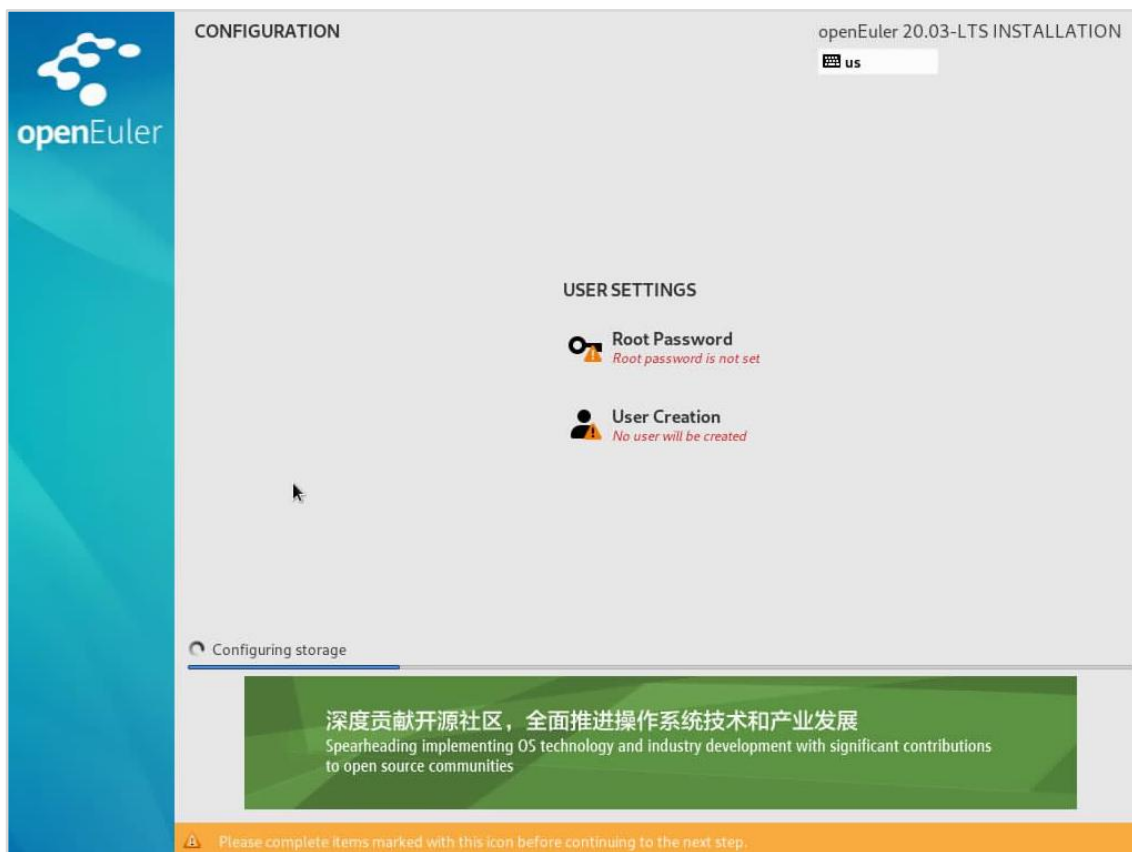 openEuler
CONFIGURATION
openEuler 20.03-LTS INSTALLATION
us
USER SETTINGS
Root Password
Root password is not set
User Creation
No user will be created
Configuring storage
深度贡献开源社区，全面推进操作系统技术和产业发展
Spearheading implementing OS technology and industry development with significant contributions
to open source communities
Please complete items marked with this icon before continuing to the next step.